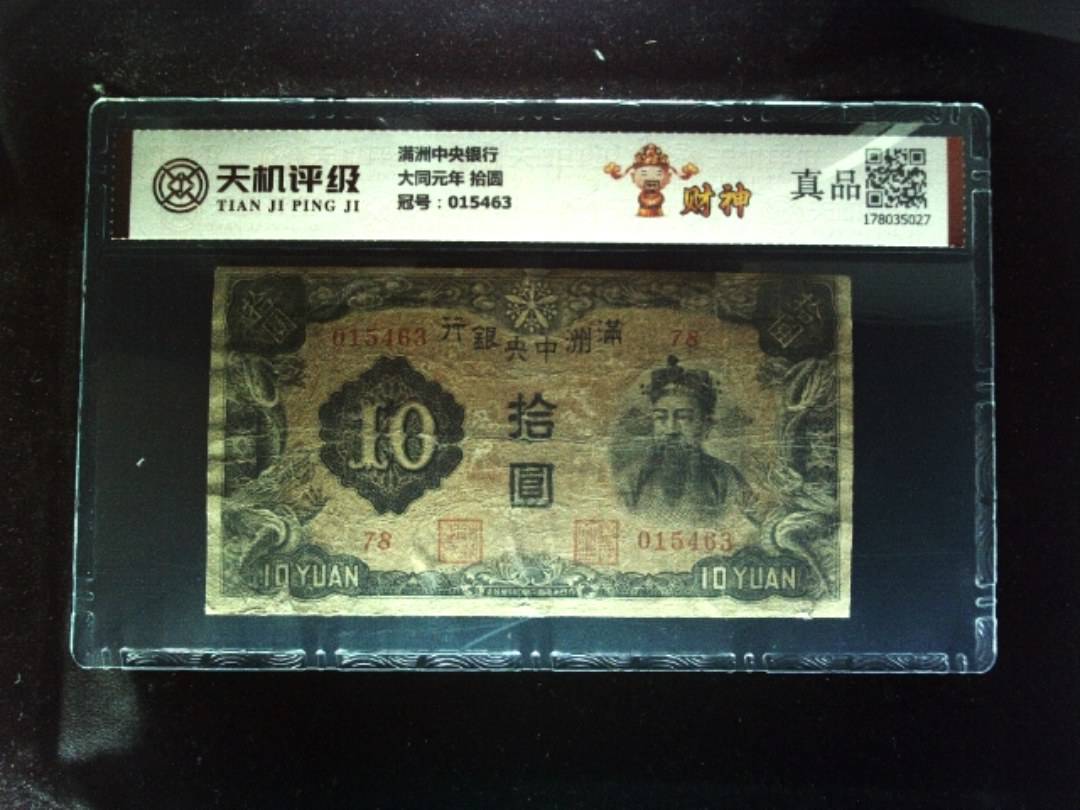 天机评级
TIAN JI PING JI
满洲中央银行
大同元年 拾圆
冠号：015463
财神
真品
178035027
015463
行銀央中洲滿
78
10
拾
圓
78
015463
10 YUAN
10 YUAN